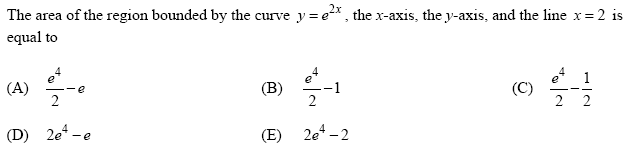 The area of the region bounded by the curve y = e^{2x}, the x-axis, the y-axis, and the line x = 2 is
equal to
(A) \frac{e^4}{2} - e (B) \frac{e^4}{2} - 1 (C) \frac{e^4}{2} - \frac{1}{2}
(D) 2e^4 - e (E) 2e^4 - 2